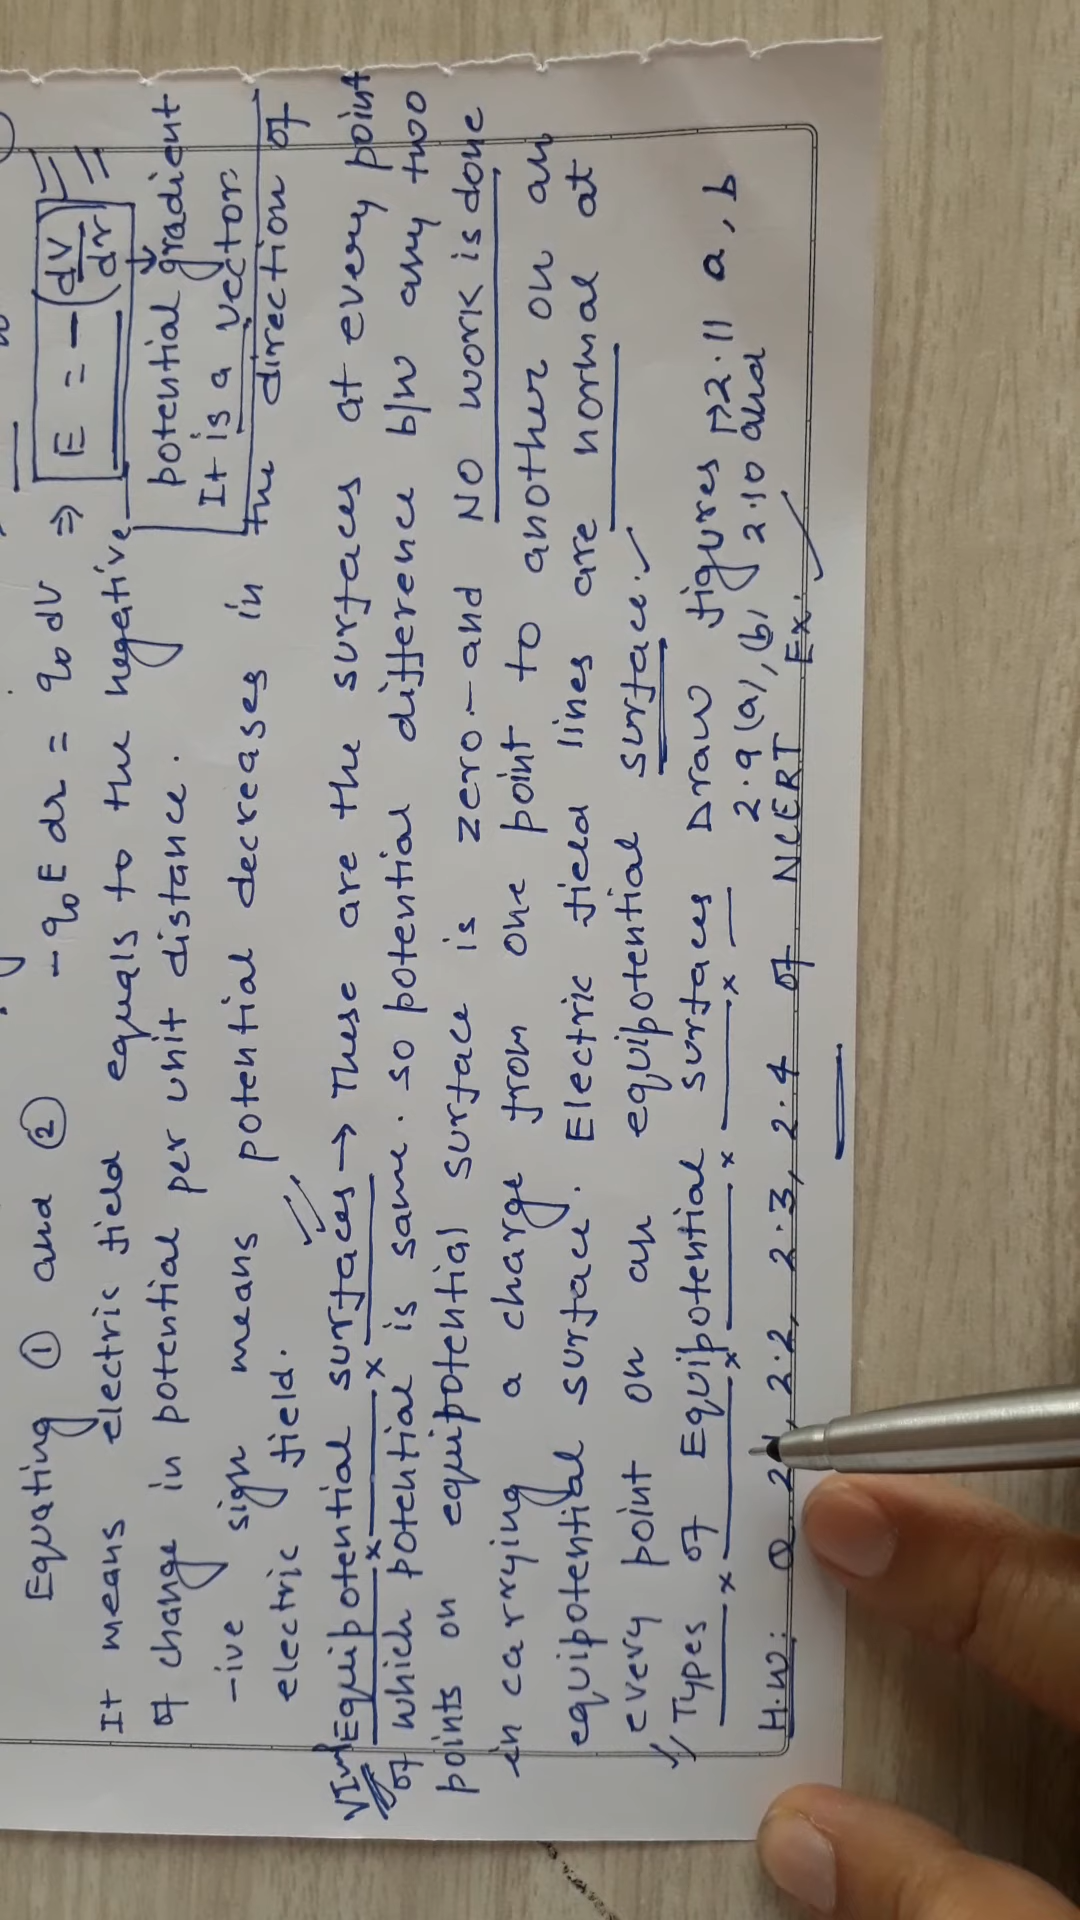 Equating ① and ② -q₀E dr = q₀ dV ⇒ E = -(dV/dr)
It means electric field equals to the negative potential gradient
of change in potential per unit distance. It is a vector.
-ive sign means potential decreases in the direction of
electric field.
VImp Equipotential surfaces → These are the surfaces at every point
of which potential is same. so potential difference b/w any two
points on equipotential surface is zero. - and No work is done
in carrying a charge from one point to another on an
equipotential surface. Electric field lines are normal at
every point on an equipotential surface.
Types of Equipotential surfaces Draw figures 2.11 a, b
2.9 (a), (b), 2.10 and
H.W: Q 2.1, 2.2, 2.3, 2.4 of NCERT Ex.